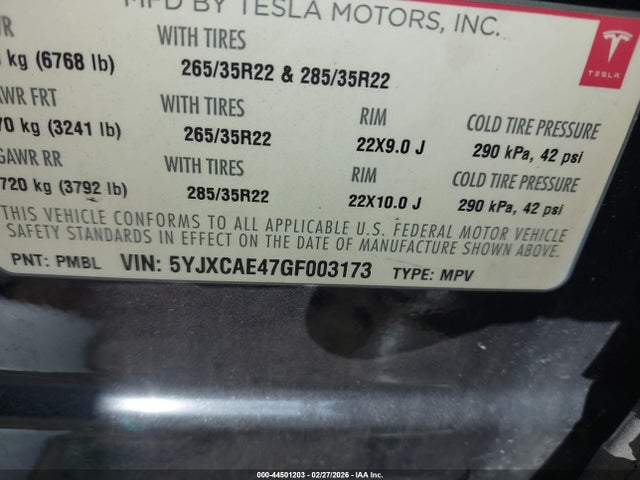 MFD BY TESLA MOTORS, INC.
WITH TIRES
kg (6768 lb) 265/35R22 & 285/35R22
TESLA
AWR FRT WITH TIRES RIM COLD TIRE PRESSURE
70 kg (3241 lb) 265/35R22 22X9.0 J 290 kPa, 42 psi
GAWR RR WITH TIRES RIM COLD TIRE PRESSURE
720 kg (3792 lb) 285/35R22 22X10.0 J 290 kPa, 42 psi
THIS VEHICLE CONFORMS TO ALL APPLICABLE U.S. FEDERAL MOTOR VEHICLE
SAFETY STANDARDS IN EFFECT ON THE DATE OF MANUFACTURE SHOWN ABOVE.
PNT: PMBL VIN: 5YJXCAE47GF003173 TYPE: MPV
000-44501203 - 02/27/2026 - IAA Inc.